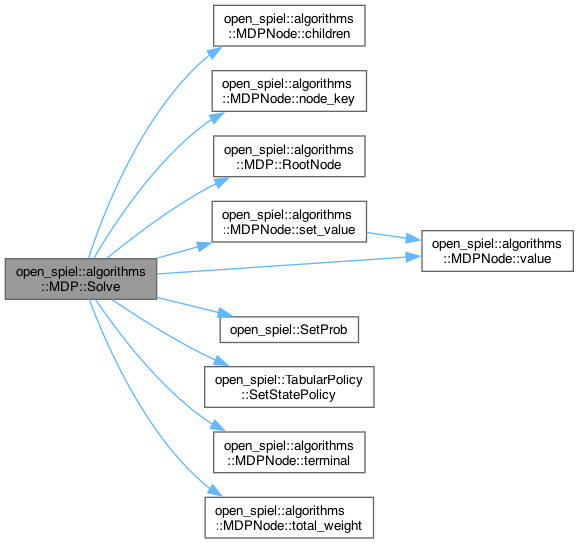 open_spiel::algorithms
::MDPNode::children
open_spiel::algorithms
::MDPNode::node_key
open_spiel::algorithms
::MDP::RootNode
open_spiel::algorithms
::MDPNode::set_value
open_spiel::algorithms
::MDPNode::value
open_spiel::algorithms
::MDP::Solve
open_spiel::SetProb
open_spiel::TabularPolicy
::SetStatePolicy
open_spiel::algorithms
::MDPNode::terminal
open_spiel::algorithms
::MDPNode::total_weight